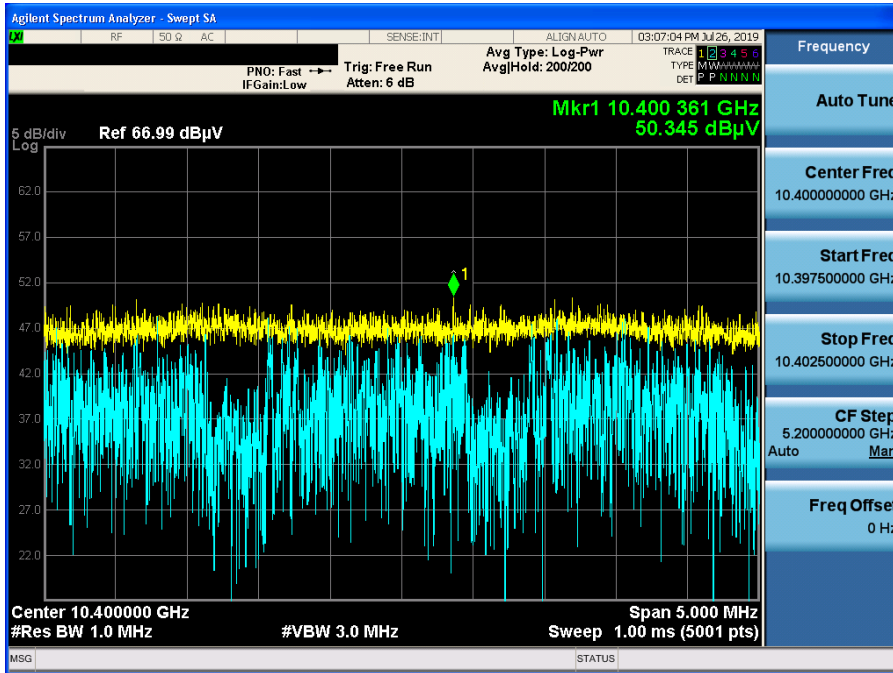 Agilent Spectrum Analyzer - Swept SA
LXI RF 50 Ω AC SENSE:INT ALIGN AUTO 03:07:04 PM Jul 26, 2019
PNO: Fast
IFGain:Low
Trig: Free Run
Atten: 6 dB
Avg Type: Log-Pwr
Avg|Hold: 200/200
TRACE 1 2 3 4 5 6
TYPE M W W W W W
DET P P N N N N
Mkr1 10.400 361 GHz
50.345 dBµV
5 dB/div
Log
Ref 66.99 dBµV
62.0
57.0
52.0
47.0
42.0
37.0
32.0
27.0
22.0
1
Center 10.400000 GHz
Span 5.000 MHz
#Res BW 1.0 MHz
#VBW 3.0 MHz
Sweep 1.00 ms (5001 pts)
MSG
STATUS
Frequency
Auto Tune
Center Freq
10.400000000 GHz
Start Freq
10.397500000 GHz
Stop Freq
10.402500000 GHz
CF Step
5.200000000 GHz
Auto Man
Freq Offset
0 Hz